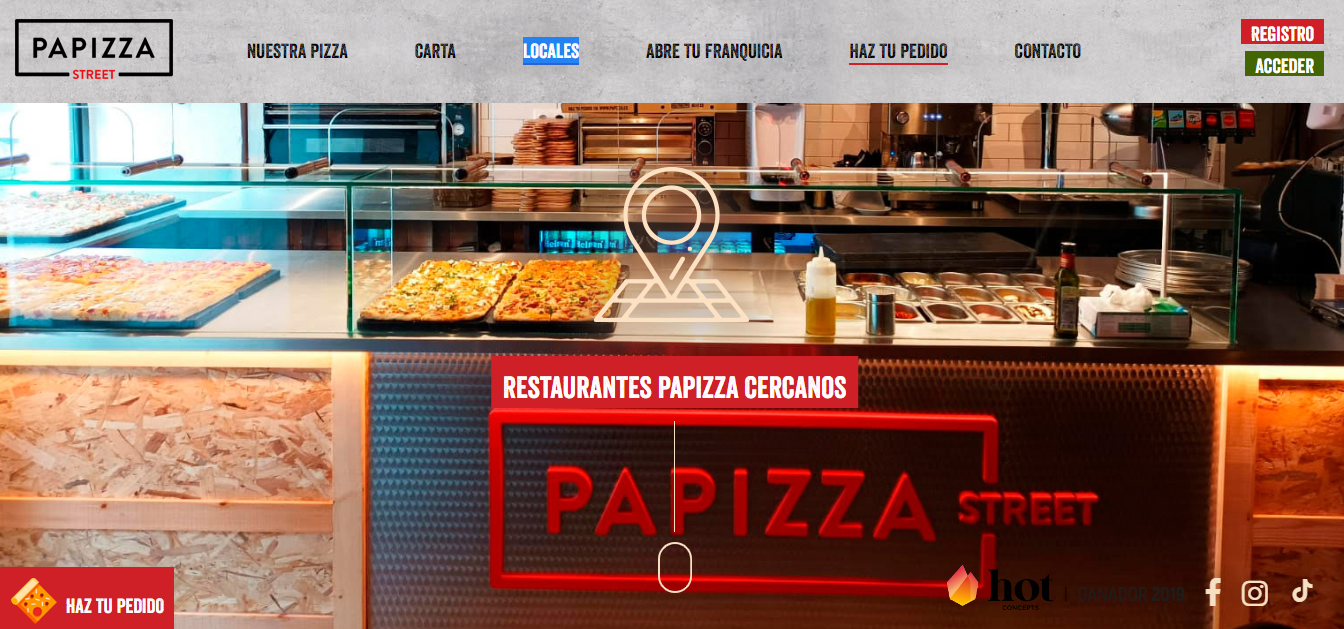 PAPIZZA
STREET
NUESTRA PIZZA
CARTA
LOCALES
ABRE TU FRANQUICIA
HAZ TU PEDIDO
CONTACTO
REGISTRO
ACCEDER
RESTAURANTES PAPIZZA CERCANOS
PAPIZZA
STREET
HAZ TU PEDIDO
hot
CONCEPTS
| GANADOR 2019